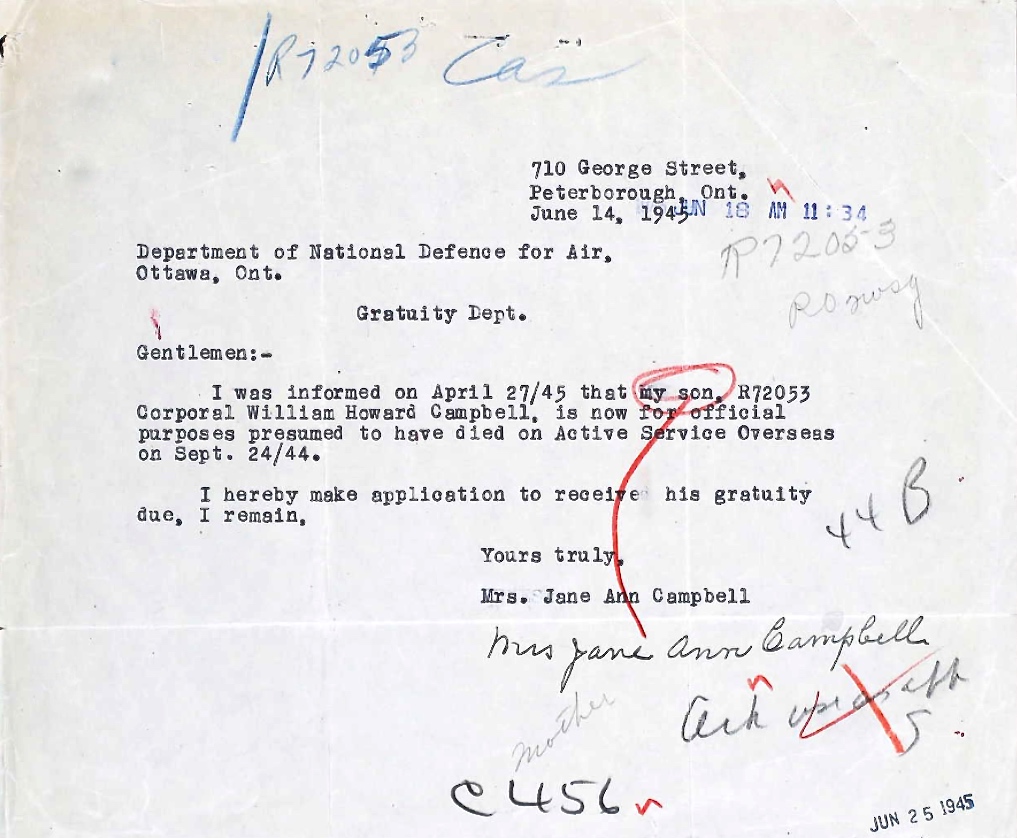 R72053 Cas
710 George Street,
Peterborough, Ont.
June 14, 1945
JUN 18 AM 11:34
R72053
Department of National Defence for Air,
Ottawa, Ont.
Gratuity Dept.
Gentlemen:-
I was informed on April 27/45 that my son, R72053
Corporal William Howard Campbell, is now for official
purposes presumed to have died on Active Service Overseas
on Sept. 24/44.
I hereby make application to receive his gratuity
due, I remain,
44 B
Yours truly,
Mrs. Jane Ann Campbell
Mrs Jane Ann Campbell
mother
5
C456
JUN 25 1945